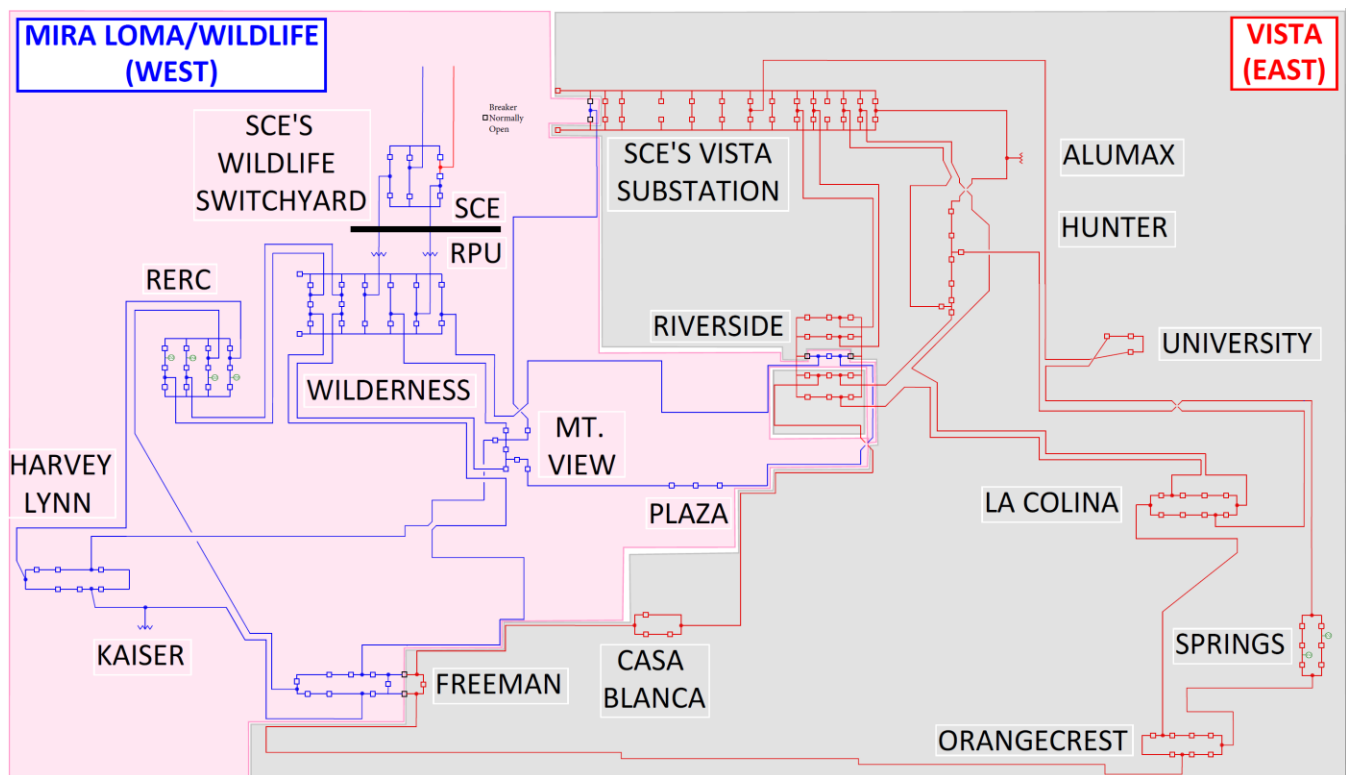 MIRA LOMA/WILDLIFE
(WEST)
VISTA
(EAST)
SCE'S
WILDLIFE
SWITCHYARD
Breaker
Normally
Open
SCE'S VISTA
SUBSTATION
ALUMAX
SCE
RPU
HUNTER
RERC
RIVERSIDE
UNIVERSITY
WILDERNESS
MT.
VIEW
HARVEY
LYNN
PLAZA
LA COLINA
KAISER
CASA
BLANCA
SPRINGS
FREEMAN
ORANGECREST